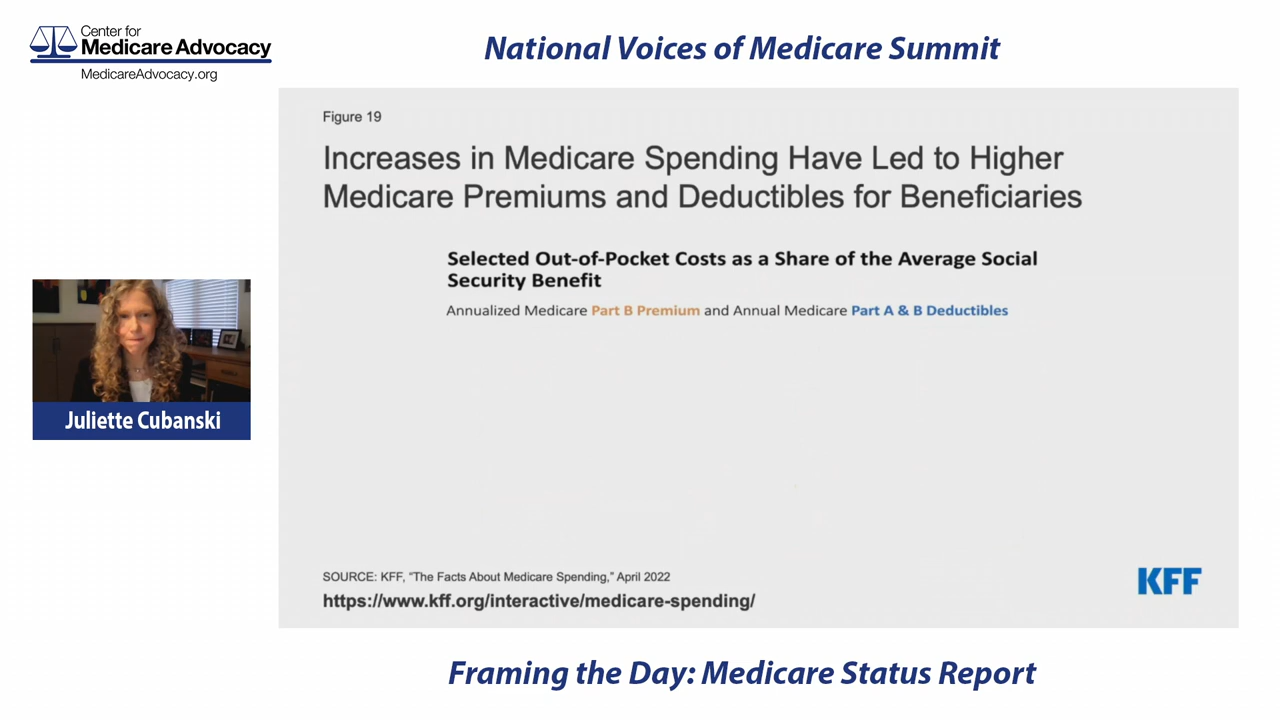 Center for
Medicare Advocacy
MedicareAdvocacy.org
National Voices of Medicare Summit
Figure 19
Increases in Medicare Spending Have Led to Higher
Medicare Premiums and Deductibles for Beneficiaries
Selected Out-of-Pocket Costs as a Share of the Average Social
Security Benefit
Annualized Medicare Part B Premium and Annual Medicare Part A & B Deductibles
Juliette Cubanski
SOURCE: KFF, “The Facts About Medicare Spending,” April 2022
https://www.kff.org/interactive/medicare-spending/
KFF
Framing the Day: Medicare Status Report